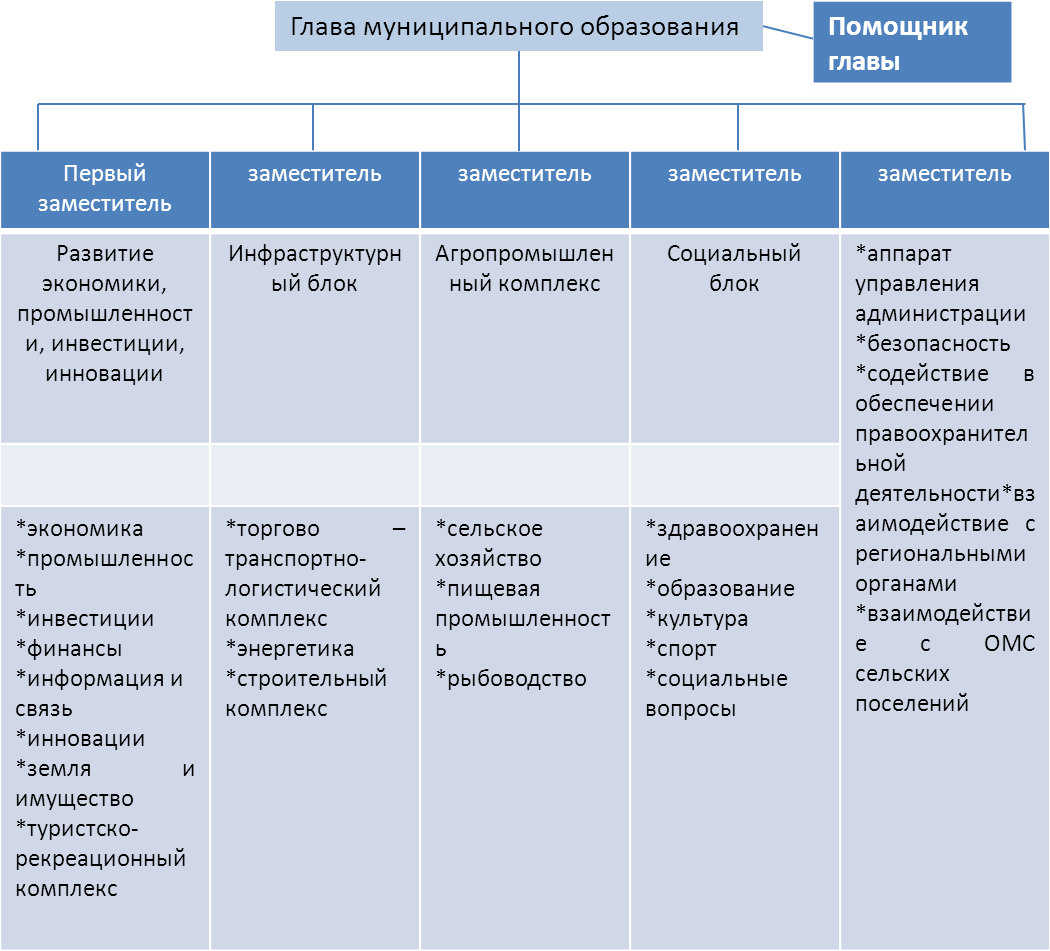 Глава муниципального образования
Помощник
главы
Первый
заместитель
заместитель
заместитель
заместитель
заместитель
Развитие
экономики,
промышленност
и, инвестиции,
инновации
Инфраструктурн
ый блок
Агропромышлен
ный комплекс
Социальный
блок
*аппарат
управления
администрации
*безопасность
*содействие в
обеспечении
правоохранител
ьной
деятельности*вз
аимодействие с
региональными
органами
*взаимодействи
е с ОМС
сельских
поселений
*экономика
*промышленнос
ть
*инвестиции
*финансы
*информация и
связь
*инновации
*земля и
имущество
*туристско-
рекреационный
комплекс
*торгово –
транспортно-
логистический
комплекс
*энергетика
*строительный
комплекс
*сельское
хозяйство
*пищевая
промышленност
ь
*рыбоводство
*здравоохранен
ие
*образование
*культура
*спорт
*социальные
вопросы